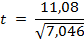 t = 11,08 / √7,046